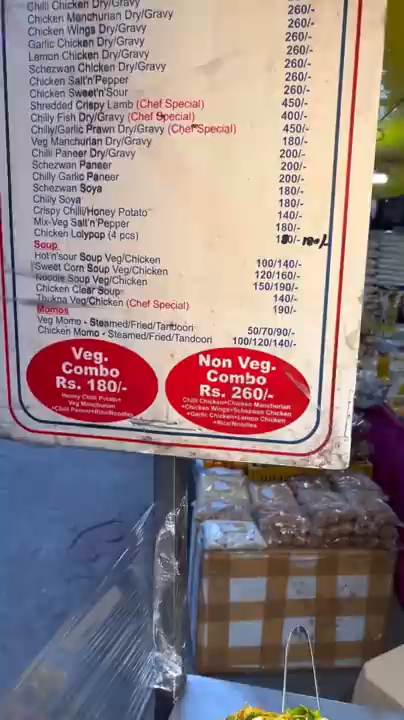 Chilli Chicken Dry/Gravy
Chicken Manchurian Dry/Gravy 260/-
Chicken Wings Dry/Gravy 260/-
Garlic Chicken Dry/Gravy 260/-
Lemon Chicken Dry/Gravy 260/-
Schezwan Chicken Dry/Gravy 260/-
Chicken Salt'n'Pepper 260/-
Chicken Sweet'n'Sour 260/-
Shredded Crispy Lamb (Chef Special) 450/-
Chilly Fish Dry/Gravy (Chef Special) 400/-
Chilly/Garlic Prawn Dry/Gravy (Chef Special) 450/-
Veg Manchurian Dry/Gravy 180/-
Chilli Paneer Dry/Gravy 200/-
Schezwan Paneer 200/-
Chilly Garlic Paneer 200/-
Schezwan Soya 180/-
Chilly Soya 180/-
Crispy Chilli/Honey Potato 140/-
Mix-Veg Salt'n'Pepper 180/-
Chicken Lolypop (4 pcs)
Soup
Hot'n'sour Soup Veg/Chicken 100/140/-
Sweet Corn Soup Veg/Chicken 120/160/-
Noodle Soup Veg/Chicken 150/190/-
Chicken Clear Soup 140/-
Thukpa Veg/Chicken (Chef Special) 190/-
Momos
Veg Momo - Steamed/Fried/Tandoori 50/70/90/-
Chicken Momo - Steamed/Fried/Tandoori 100/120/140/-
Veg.
Combo
Rs. 180/-
Honey Chilli Potato+
Veg Manchurian
+Chilli Paneer+Rice/Noodles
Non Veg.
Combo
Rs. 260/-
Chilli Chicken+Chicken Manchurian
+Chicken Wings+Schezwan Chicken
+Garlic Chicken+Lemon Chicken
+Rice/Noodles